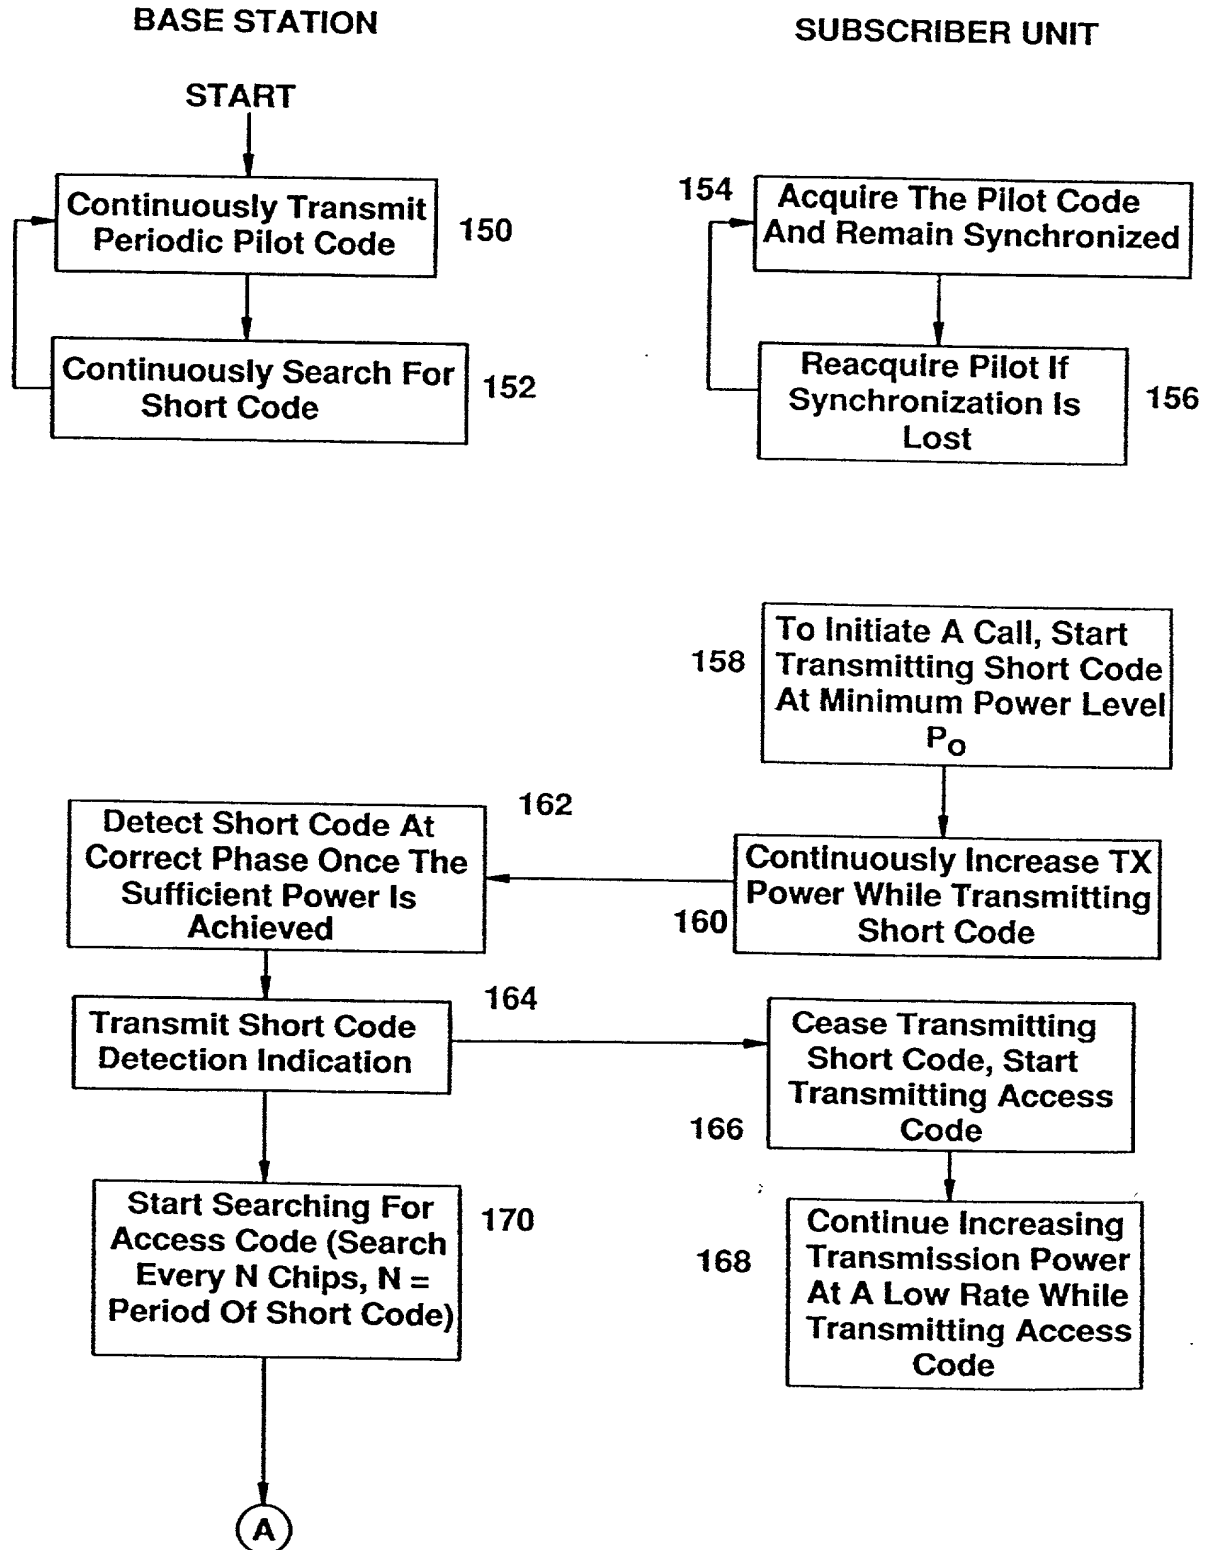 BASE STATION
SUBSCRIBER UNIT
START
Continuously Transmit
Periodic Pilot Code
150
154
Acquire The Pilot Code
And Remain Synchronized
Continuously Search For
Short Code
152
Reacquire Pilot If
Synchronization Is
Lost
156
158
To Initiate A Call, Start
Transmitting Short Code
At Minimum Power Level
Po
162
Detect Short Code At
Correct Phase Once The
Sufficient Power Is
Achieved
Continuously Increase TX
Power While Transmitting
Short Code
160
164
Transmit Short Code
Detection Indication
Cease Transmitting
Short Code, Start
Transmitting Access
Code
166
Start Searching For
Access Code (Search
Every N Chips, N =
Period Of Short Code)
170
168
Continue Increasing
Transmission Power
At A Low Rate While
Transmitting Access
Code
A